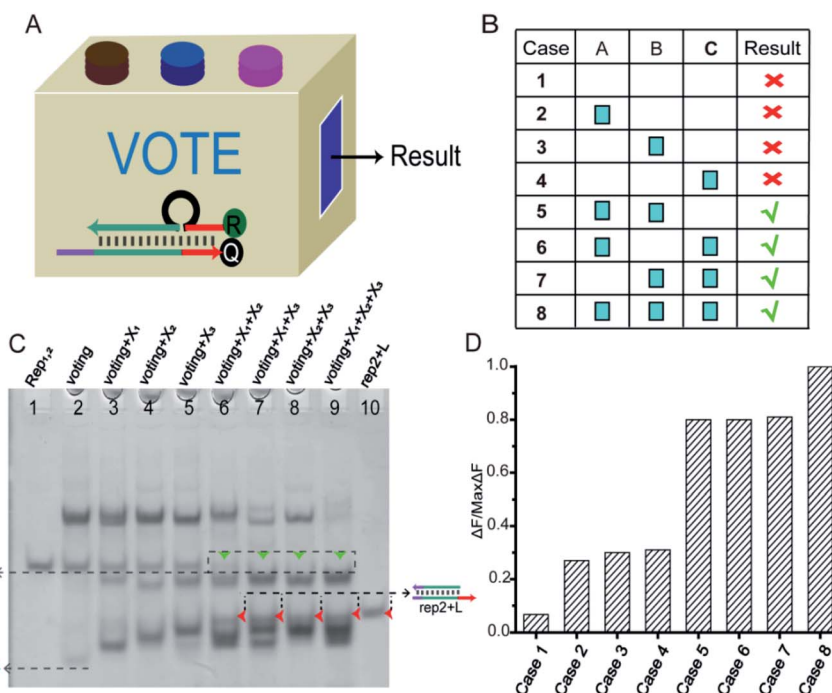 A
VOTE
Result
R
Q
B
Case A B C Result
1
2
3
4
5
6
7
8
C
Rep1,2
voting
voting+X1
voting+X2
voting+X3
voting+X1+X2
voting+X1+X3
voting+X2+X3
voting+X1+X2+X3
rep2+L
1 2 3 4 5 6 7 8 9 10
rep2+L
D
ΔF/MaxΔF
1.0
0.8
0.6
0.4
0.2
0.0
Case 1
Case 2
Case 3
Case 4
Case 5
Case 6
Case 7
Case 8